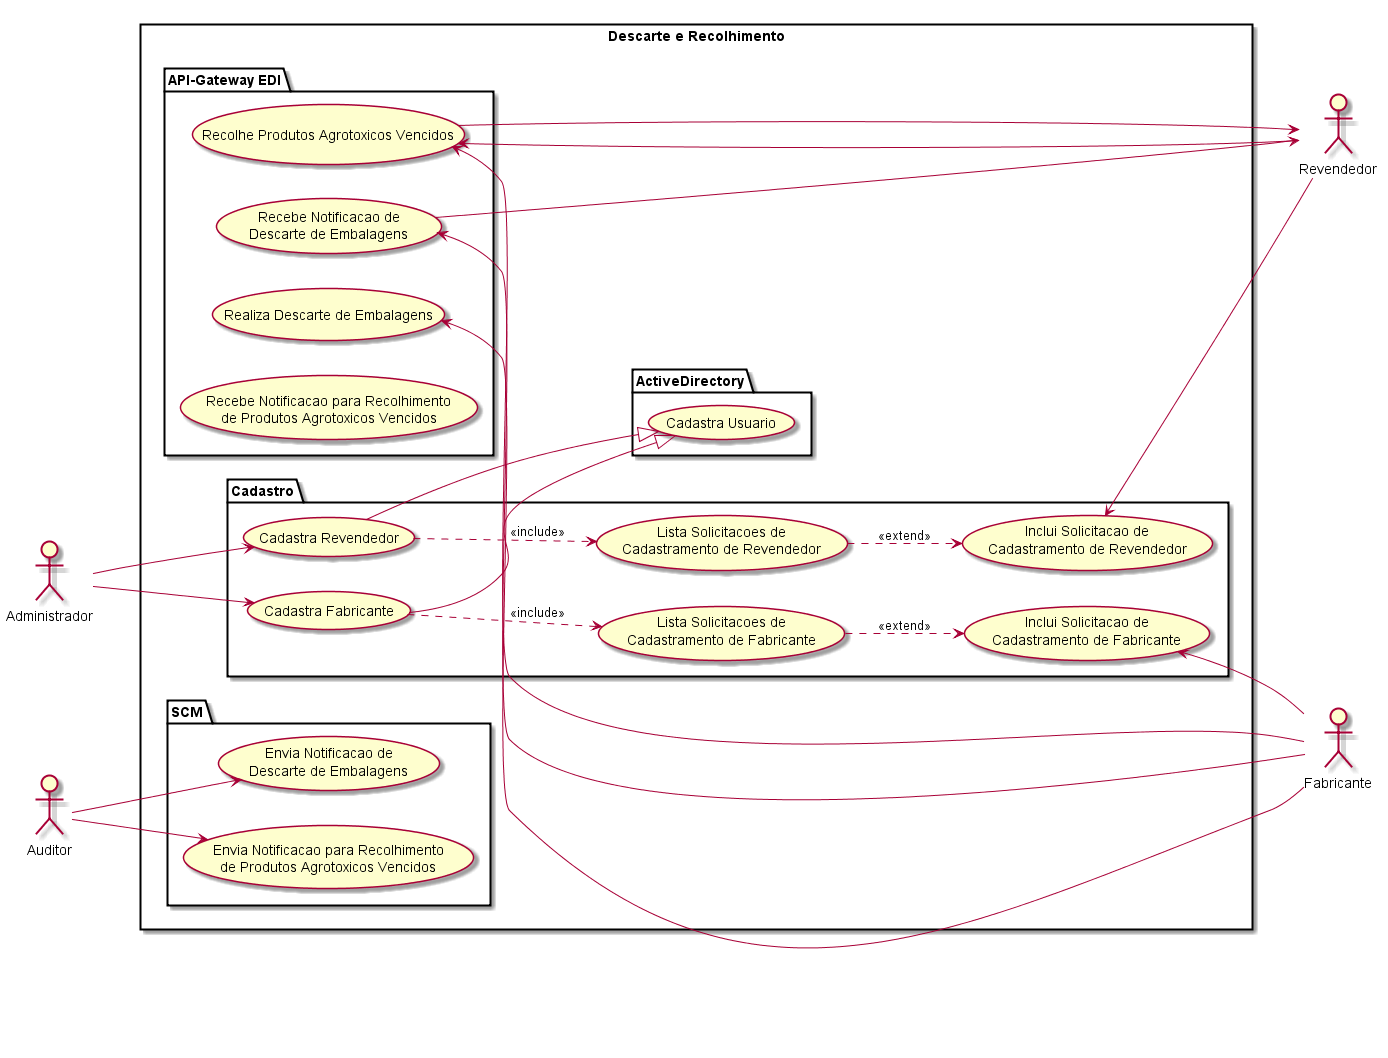 Descarte e Recolhimento
API-Gateway EDI
Recolhe Produtos Agrotoxicos Vencidos
Recebe Notificacao de
Descarte de Embalagens
Realiza Descarte de Embalagens
Recebe Notificacao para Recolhimento
de Produtos Agrotoxicos Vencidos
Revendedor
ActiveDirectory
Cadastra Usuario
Cadastro
Cadastra Revendedor
«include»
Lista Solicitacoes de
Cadastramento de Revendedor
«extend»
Inclui Solicitacao de
Cadastramento de Revendedor
Cadastra Fabricante
«include»
Lista Solicitacoes de
Cadastramento de Fabricante
«extend»
Inclui Solicitacao de
Cadastramento de Fabricante
Administrador
SCM
Envia Notificacao de
Descarte de Embalagens
Envia Notificacao para Recolhimento
de Produtos Agrotoxicos Vencidos
Auditor
Fabricante